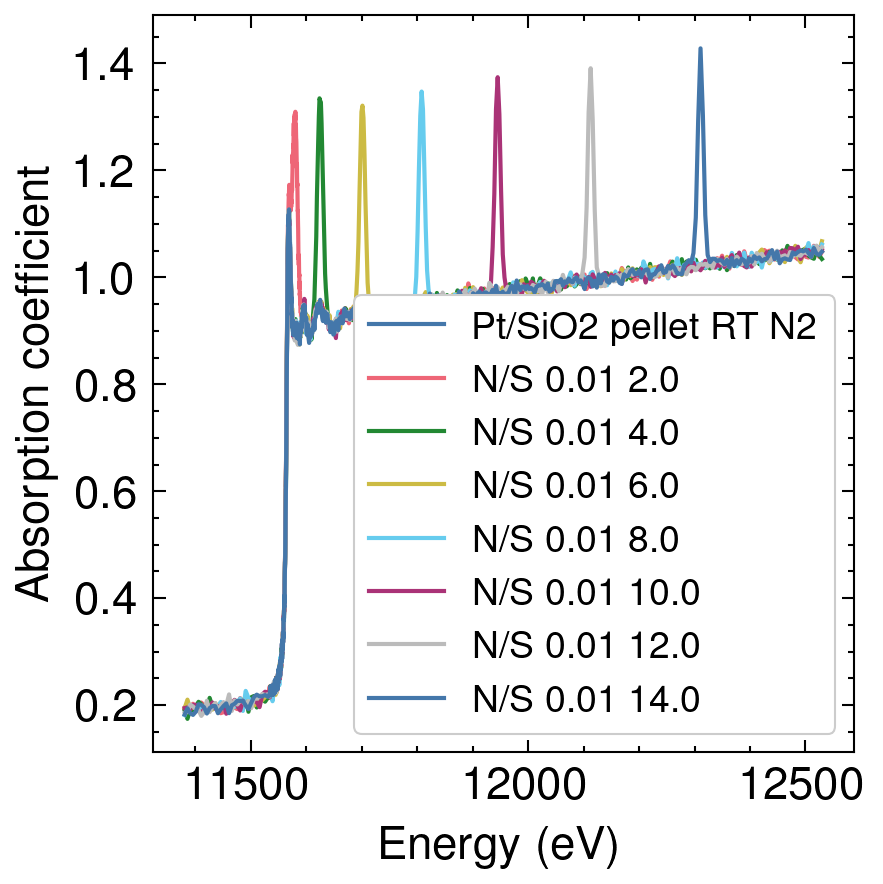 1.4
1.2
1.0
0.8
0.6
0.4
0.2
Absorption coefficient
Pt/SiO2 pellet RT N2
N/S 0.01 2.0
N/S 0.01 4.0
N/S 0.01 6.0
N/S 0.01 8.0
N/S 0.01 10.0
N/S 0.01 12.0
N/S 0.01 14.0
11500 12000 12500
Energy (eV)